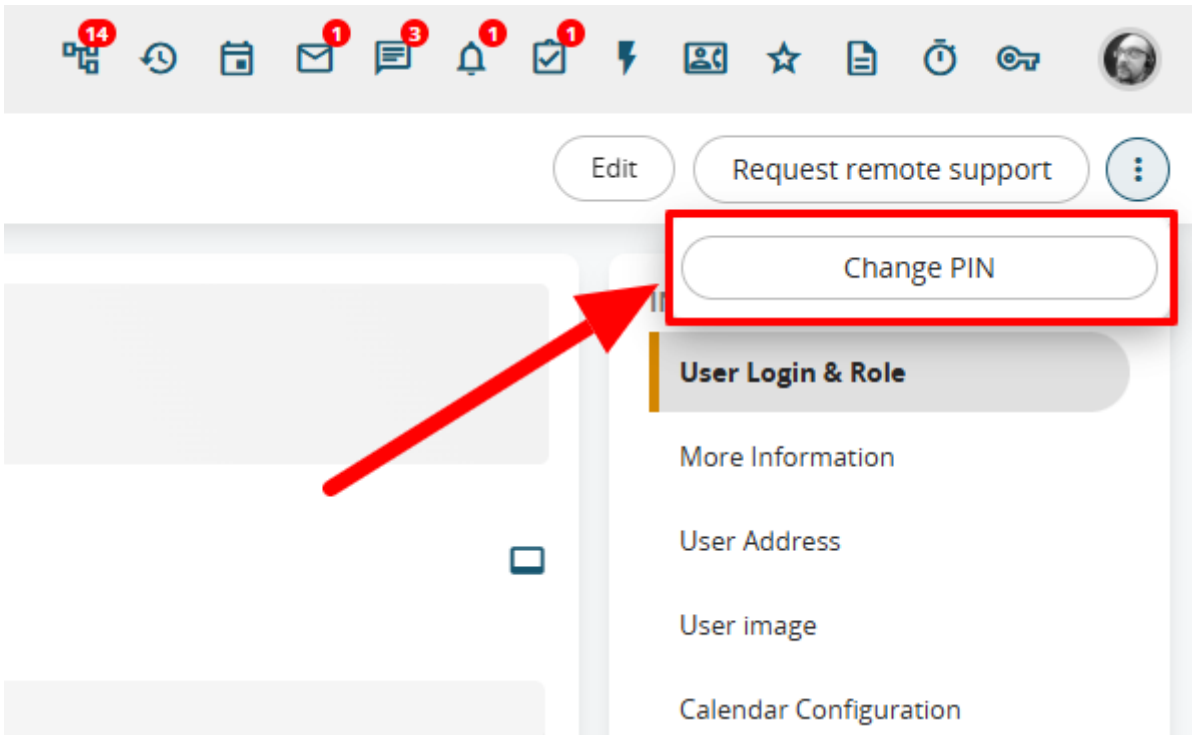 14
1
3
1
1
Edit
Request remote support
Change PIN
User Login & Role
More Information
User Address
User image
Calendar Configuration